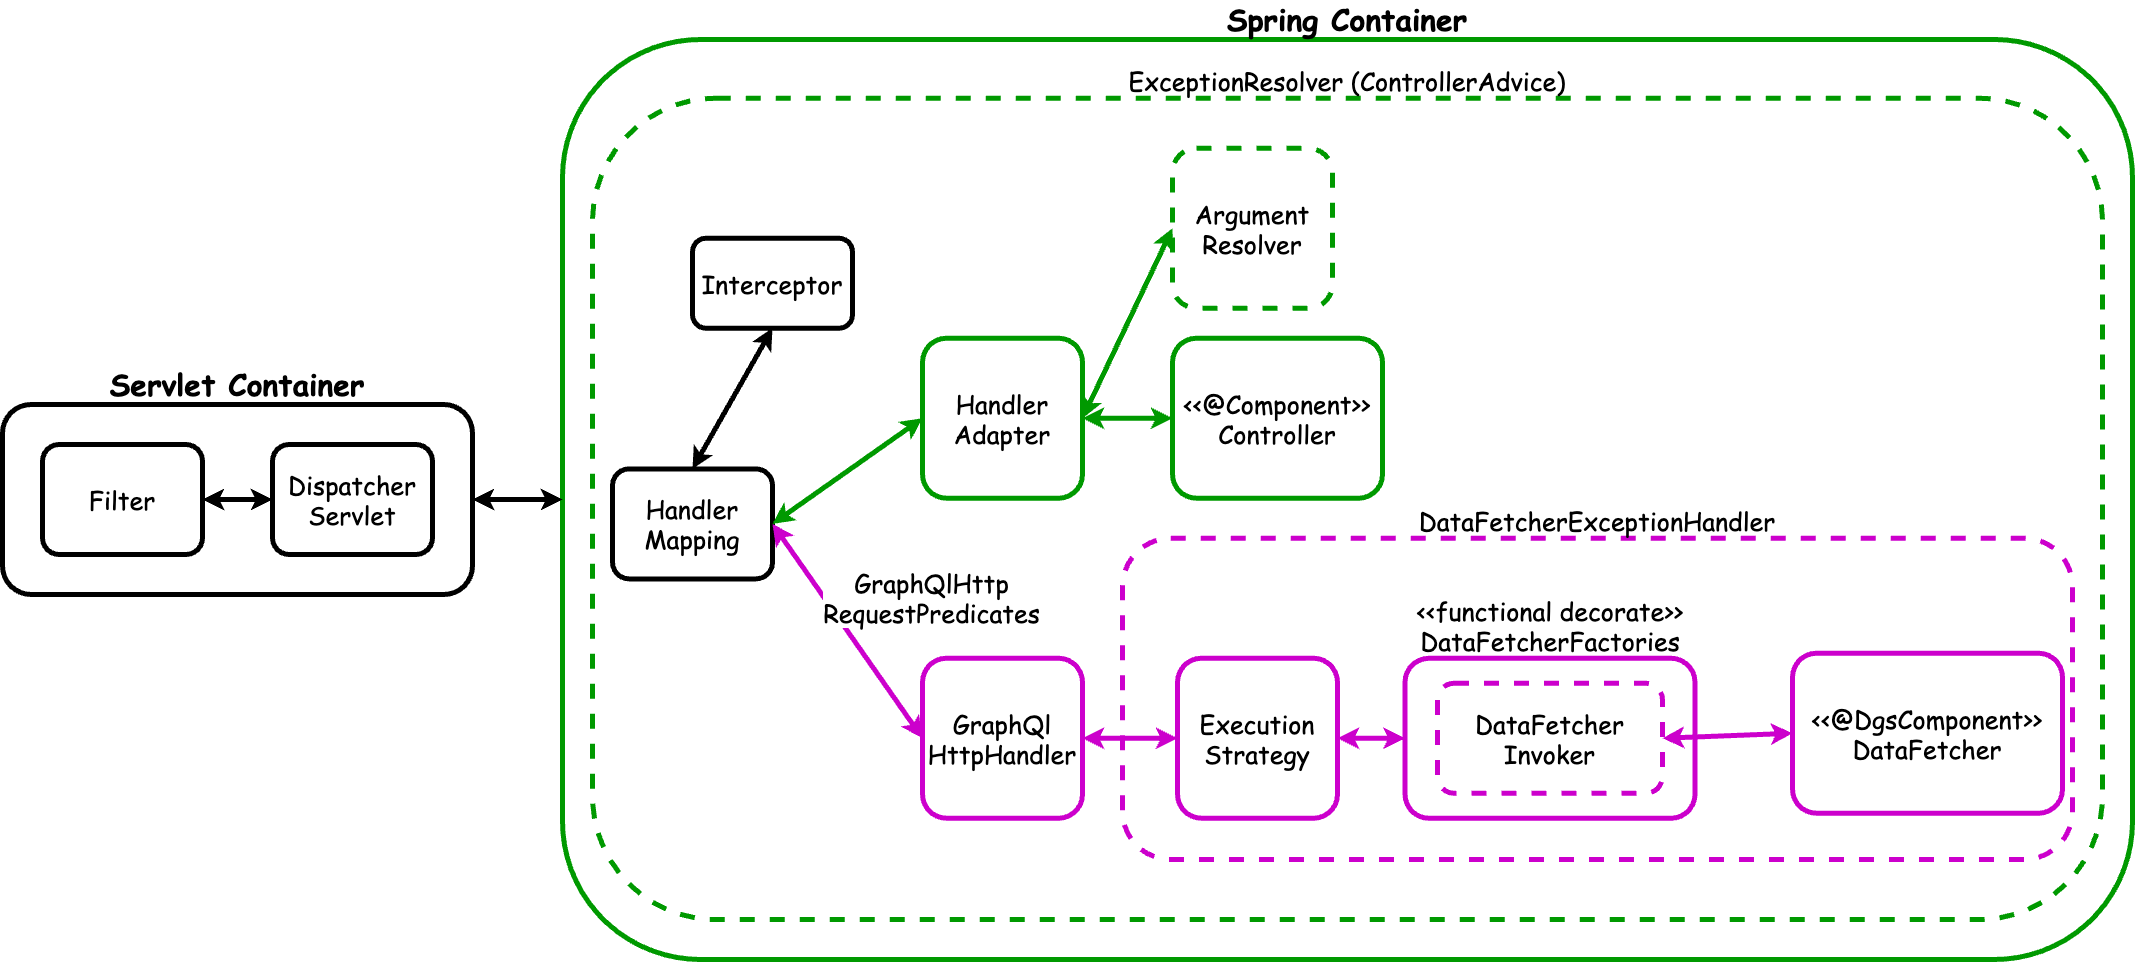 Spring Container
ExceptionResolver (ControllerAdvice)
Argument
Resolver
Interceptor
Servlet Container
Filter
Dispatcher
Servlet
Handler
Mapping
Handler
Adapter
<<@Component>>
Controller
DataFetcherExceptionHandler
GraphQlHttp
RequestPredicates
<<functional decorate>>
DataFetcherFactories
GraphQl
HttpHandler
Execution
Strategy
DataFetcher
Invoker
<<@DgsComponent>>
DataFetcher